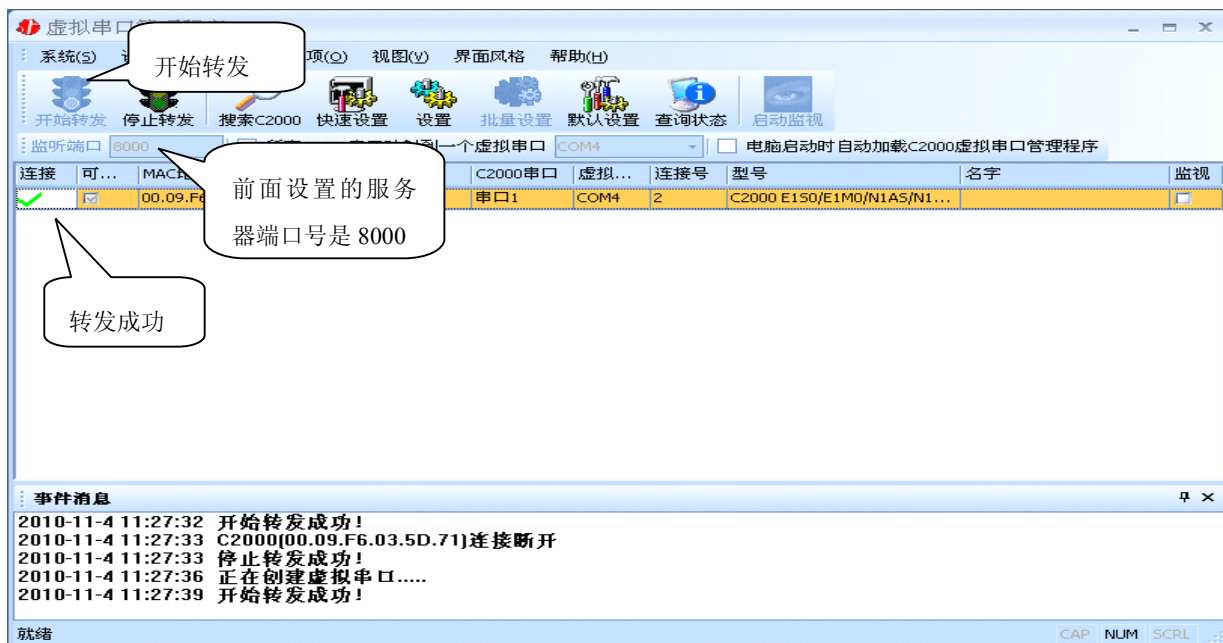 虚拟串口
系统(S) 项(O) 视图(V) 界面风格 帮助(H)
开始转发
开始转发 停止转发 搜索C2000 快速设置 设置 批量设置 默认设置 查询状态 启动监视
监听端口 8000 一个虚拟串口 COM4 电脑启动时自动加载C2000虚拟串口管理程序
连接 可... MAC C2000串口 虚拟... 连接号 型号 名字 监视
00.09.F6 串口1 COM4 2 C2000 E1S0/E1M0/N1A5/N1...
前面设置的服务
器端口号是 8000
转发成功
事件消息
2010-11-4 11:27:32 开始转发成功!
2010-11-4 11:27:33 C2000(00.09.F6.03.5D.71)连接断开
2010-11-4 11:27:33 停止转发成功!
2010-11-4 11:27:36 正在创建虚拟串口.....
2010-11-4 11:27:39 开始转发成功!
就绪 CAP NUM SCRL